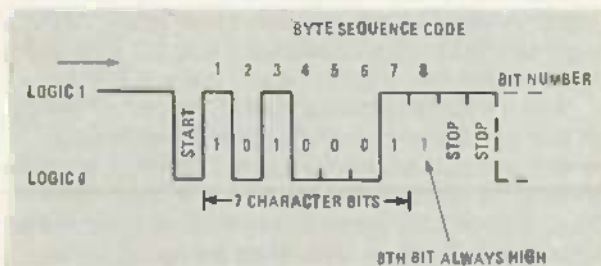 BYTE SEQUENCE CODE
1 2 3 4 5 6 7 8 BIT NUMBER
LOGIC 1
START 1 0 1 0 0 0 1 1 STOP STOP
LOGIC 0
7 CHARACTER BITS
8TH BIT ALWAYS HIGH